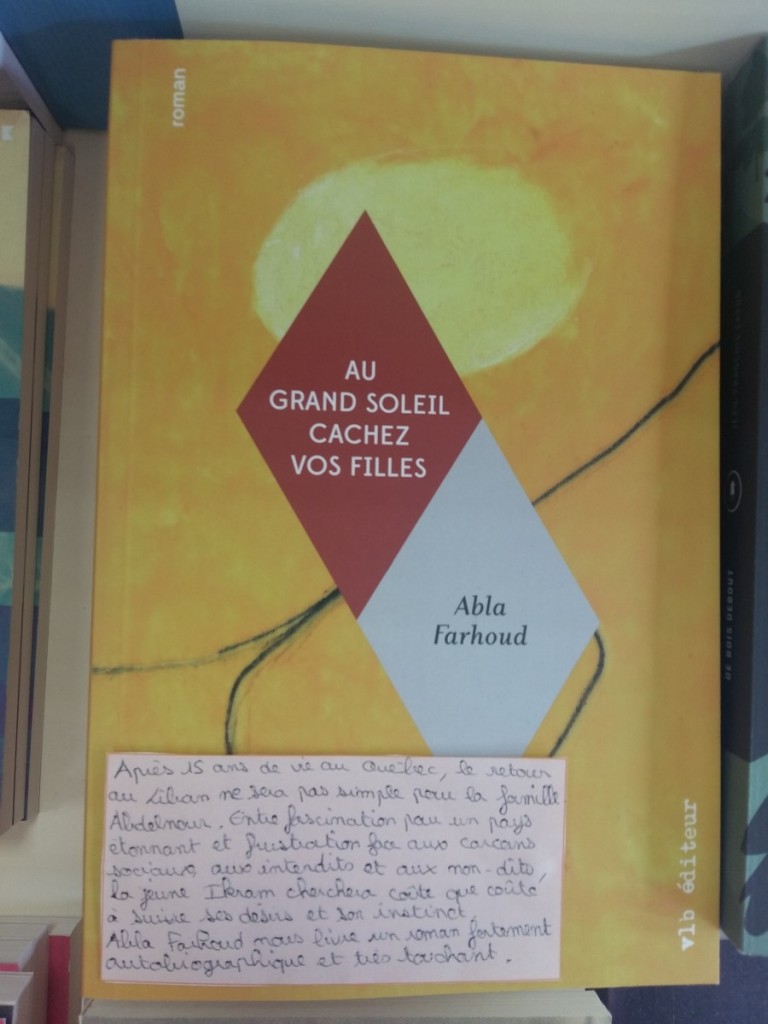 roman
AU
GRAND SOLEIL
CACHEZ
VOS FILLES
Abla
Farhoud
Après 15 ans de vie au Québec, le retour
au Liban ne sera pas simple pour la famille
Abdelnour. Entre fascination pour un pays
étonnant et frustration face aux carcans
sociaux, aux interdits et aux non-dits,
la jeune Ikram cherchera coûte que coûte
à suivre ses désirs et son instinct.
Abla Farhoud nous livre un roman fortement
autobiographique et très touchant.
vlb éditeur
DE BOIS DEBOUT